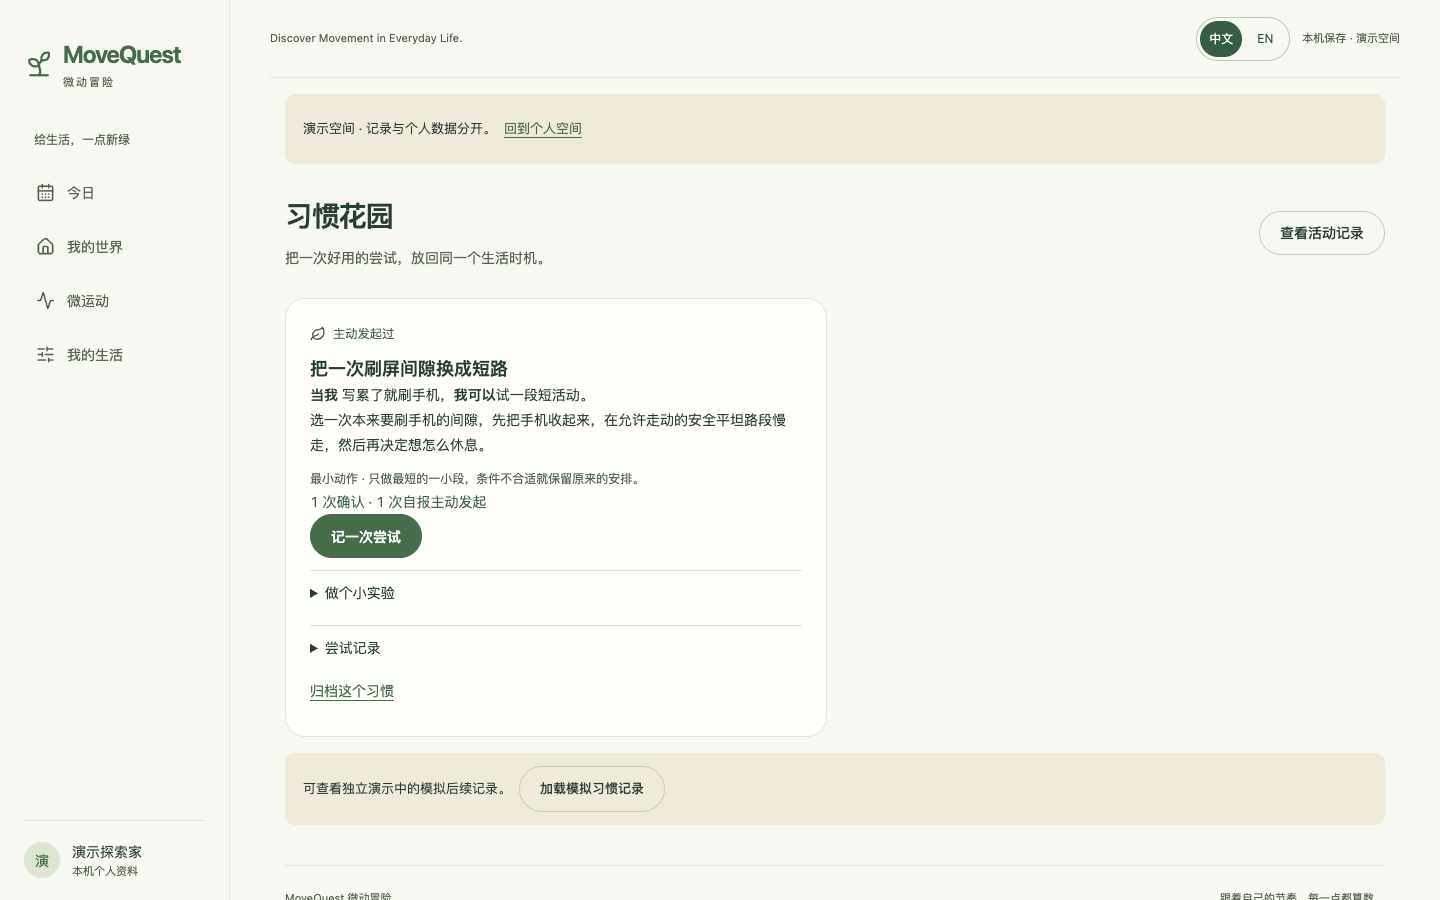 MoveQuest
微动冒险
给生活，一点新绿
今日
我的世界
微运动
我的生活
演
演示探索家
本机个人资料
Discover Movement in Everyday Life.
中文
EN
本机保存 · 演示空间
演示空间 · 记录与个人数据分开。 回到个人空间
习惯花园
把一次好用的尝试，放回同一个生活时机。
查看活动记录
主动发起过
把一次刷屏间隙换成短路
当我 写累了就刷手机，我可以试一段短活动。
选一次本来要刷手机的间隙，先把手机收起来，在允许走动的安全平坦路段慢
走，然后再决定想怎么休息。
最小动作 · 只做最短的一小段，条件不合适就保留原来的安排。
1 次确认 · 1 次自报主动发起
记一次尝试
做个小实验
尝试记录
归档这个习惯
可查看独立演示中的模拟后续记录。
加载模拟习惯记录
MoveQuest 微动冒险
跟着自己的节奏，每一点都算数